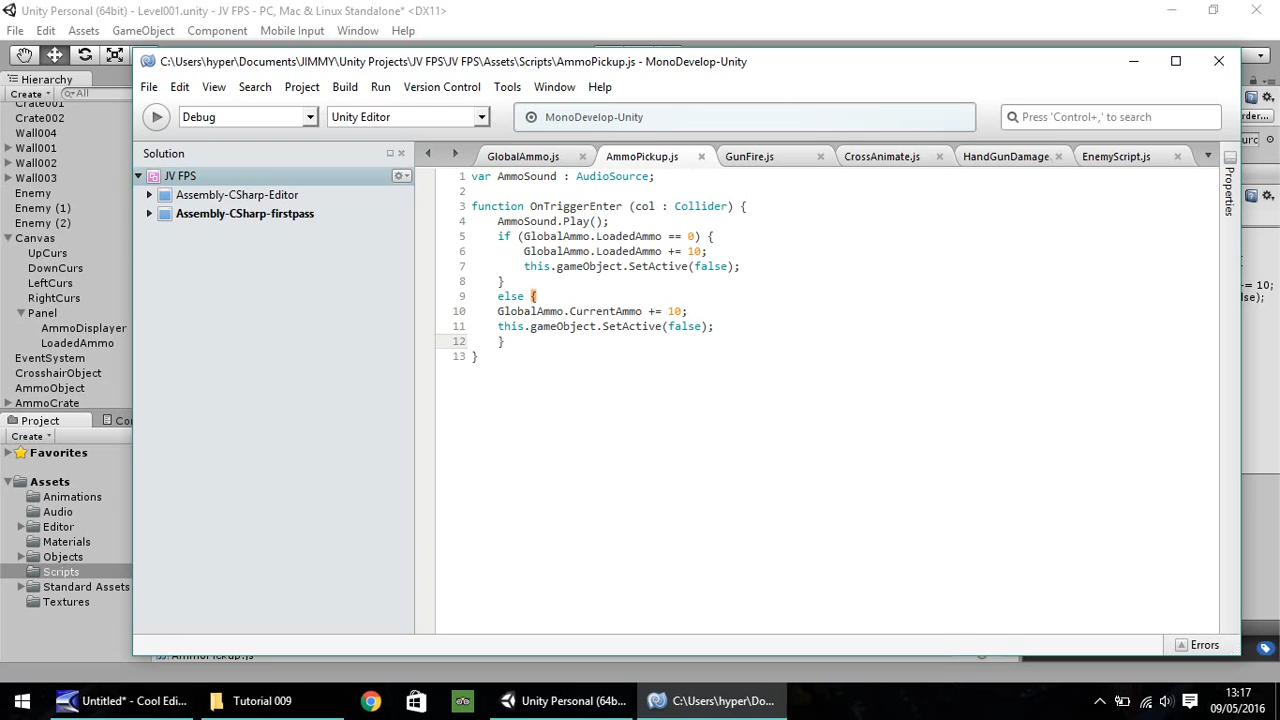 Unity Personal (64bit) - Level001.unity - JV FPS - PC, Mac & Linux Standalone* <DX11>
File Edit Assets GameObject Component Mobile Input Window Help
C:\Users\hyper\Documents\JIMMY\Unity Projects\JV FPS\JV FPS\Assets\Scripts\AmmoPickup.js - MonoDevelop-Unity
File Edit View Search Project Build Run Version Control Tools Window Help
Debug Unity Editor MonoDevelop-Unity Press 'Control+,' to search
Hierarchy
Create All
Crate001
Crate002
Wall004
Wall001
Wall002
Wall003
Enemy
Enemy (1)
Enemy (2)
Canvas
UpCurs
DownCurs
LeftCurs
RightCurs
Panel
AmmoDisplayer
LoadedAmmo
EventSystem
CrosshairObject
AmmoObject
AmmoCrate
Project Co
Create
Favorites
Assets
Animations
Audio
Editor
Materials
Objects
Scripts
Standard Assets
Textures
Solution
JV FPS
Assembly-CSharp-Editor
Assembly-CSharp-firstpass
GlobalAmmo.js AmmoPickup.js GunFire.js CrossAnimate.js HandGunDamage. EnemyScript.js
1 var AmmoSound : AudioSource;
2
3 function OnTriggerEnter (col : Collider) {
4 AmmoSound.Play();
5 if (GlobalAmmo.LoadedAmmo == 0) {
6 GlobalAmmo.LoadedAmmo += 10;
7 this.gameObject.SetActive(false);
8 }
9 else {
10 GlobalAmmo.CurrentAmmo += 10;
11 this.gameObject.SetActive(false);
12 }
13 }
Properties
Errors
rder...
= 10;
se);
AmmoPickup.js
Untitled* - Cool Edi... Tutorial 009 Unity Personal (64b... C:\Users\hyper\Do...
13:17
09/05/2016